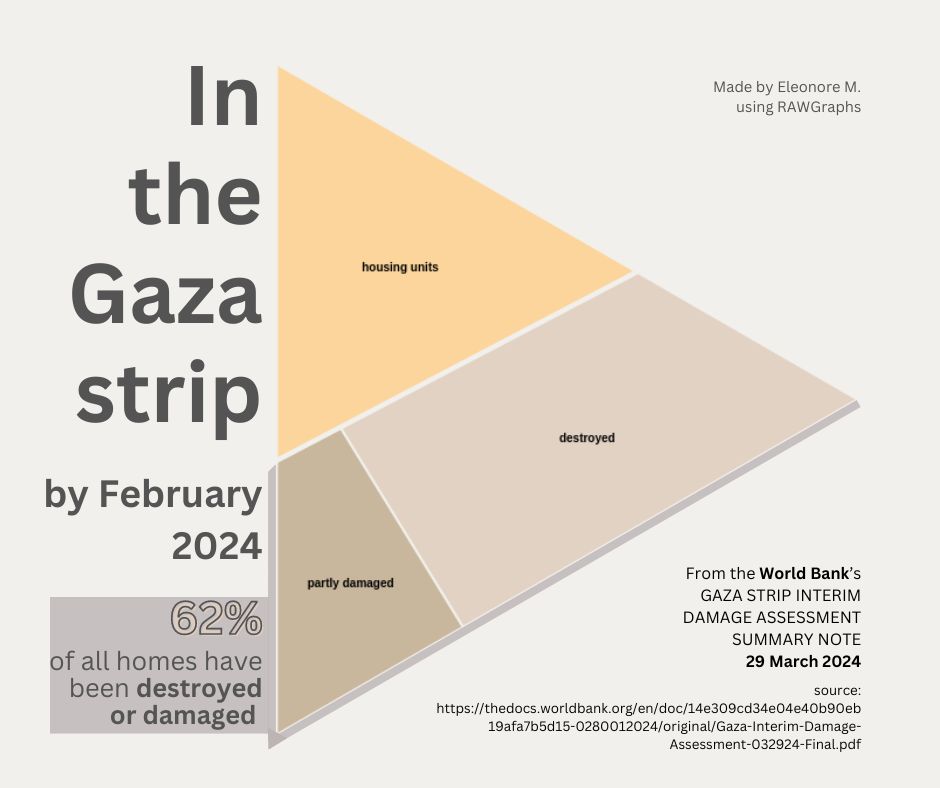 In
the
Gaza
strip
by February
2024
62%
of all homes have
been destroyed
or damaged
Made by Eleonore M.
using RAWGraphs
housing units
destroyed
partly damaged
From the World Bank's
GAZA STRIP INTERIM
DAMAGE ASSESSMENT
SUMMARY NOTE
29 March 2024
source:
https://thedocs.worldbank.org/en/doc/14e309cd34e04e40b90eb
19afa7b5d15-0280012024/original/Gaza-Interim-Damage-
Assessment-032924-Final.pdf